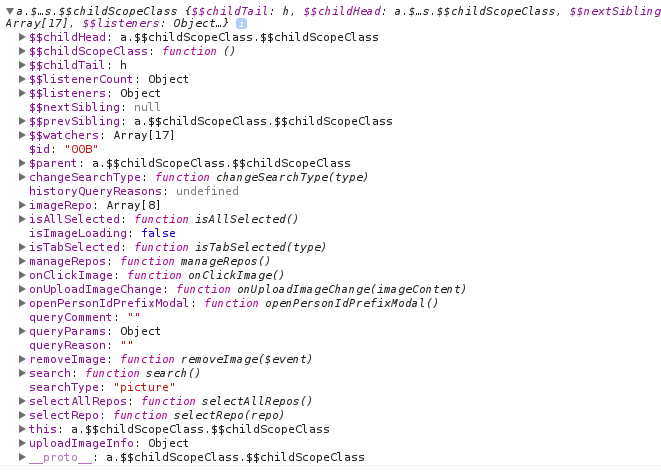 a.$…s.$$childScopeClass {$$childTail: h, $$childHead: a.$…s.$$childScopeClass, $$nextSibling
Array[17], $$listeners: Object…}
$$childHead: a.$$childScopeClass.$$childScopeClass
$$childScopeClass: function ()
$$childTail: h
$$listenerCount: Object
$$listeners: Object
$$nextSibling: null
$$prevSibling: a.$$childScopeClass.$$childScopeClass
$$watchers: Array[17]
$id: "00B"
$parent: a.$$childScopeClass.$$childScopeClass
changeSearchType: function changeSearchType(type)
historyQueryReasons: undefined
imageRepo: Array[8]
isAllSelected: function isAllSelected()
isImageLoading: false
isTabSelected: function isTabSelected(type)
manageRepos: function manageRepos()
onClickImage: function onClickImage()
onUploadImageChange: function onUploadImageChange(imageContent)
openPersonIdPrefixModal: function openPersonIdPrefixModal()
queryComment: ""
queryParams: Object
queryReason: ""
removeImage: function removeImage($event)
search: function search()
searchType: "picture"
selectAllRepos: function selectAllRepos()
selectRepo: function selectRepo(repo)
this: a.$$childScopeClass.$$childScopeClass
uploadImageInfo: Object
__proto__: a.$$childScopeClass.$$childScopeClass